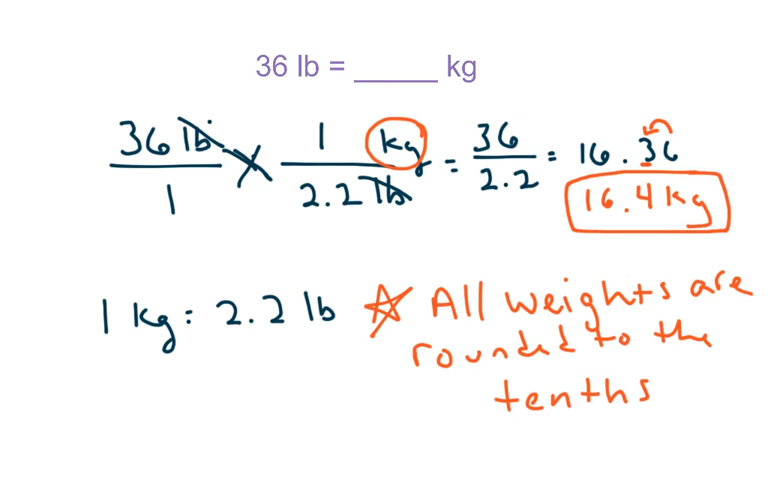 36 lb = _____ kg
36 lb / 1 × 1 kg / 2.2 lb = 36 / 2.2 = 16.36
16.4 kg
1 kg = 2.2 lb
☆ All weights are
rounded to the
tenths